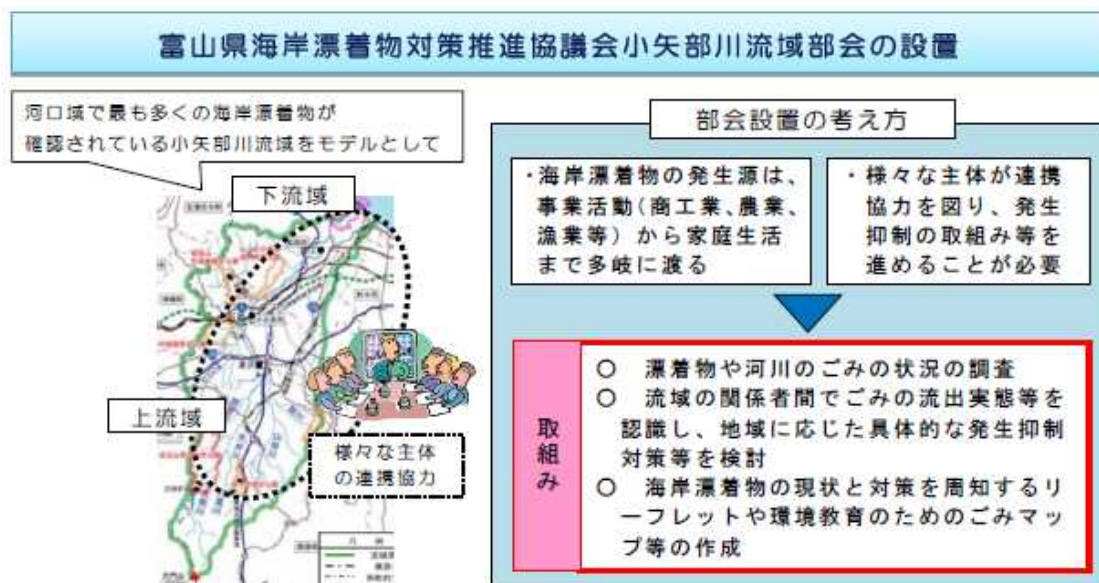 富山県海岸漂着物対策推進協議会小矢部川流域部会の設置
河口域で最も多くの海岸漂着物が
確認されている小矢部川流域をモデルとして
下流域
上流域
様々な主体
の連携協力
部会設置の考え方
・海岸漂着物の発生源は、
事業活動（商工業、農業、
漁業等）から家庭生活
まで多岐に渡る
・様々な主体が連携
協力を図り、発生
抑制の取組み等を
進めることが必要
取組み
○ 漂着物や河川のごみの状況の調査
○ 流域の関係者間でごみの流出実態等を
認識し、地域に応じた具体的な発生抑制
対策等を検討
○ 海岸漂着物の現状と対策を周知するリ
ーフレットや環境教育のためのごみマッ
プ等の作成